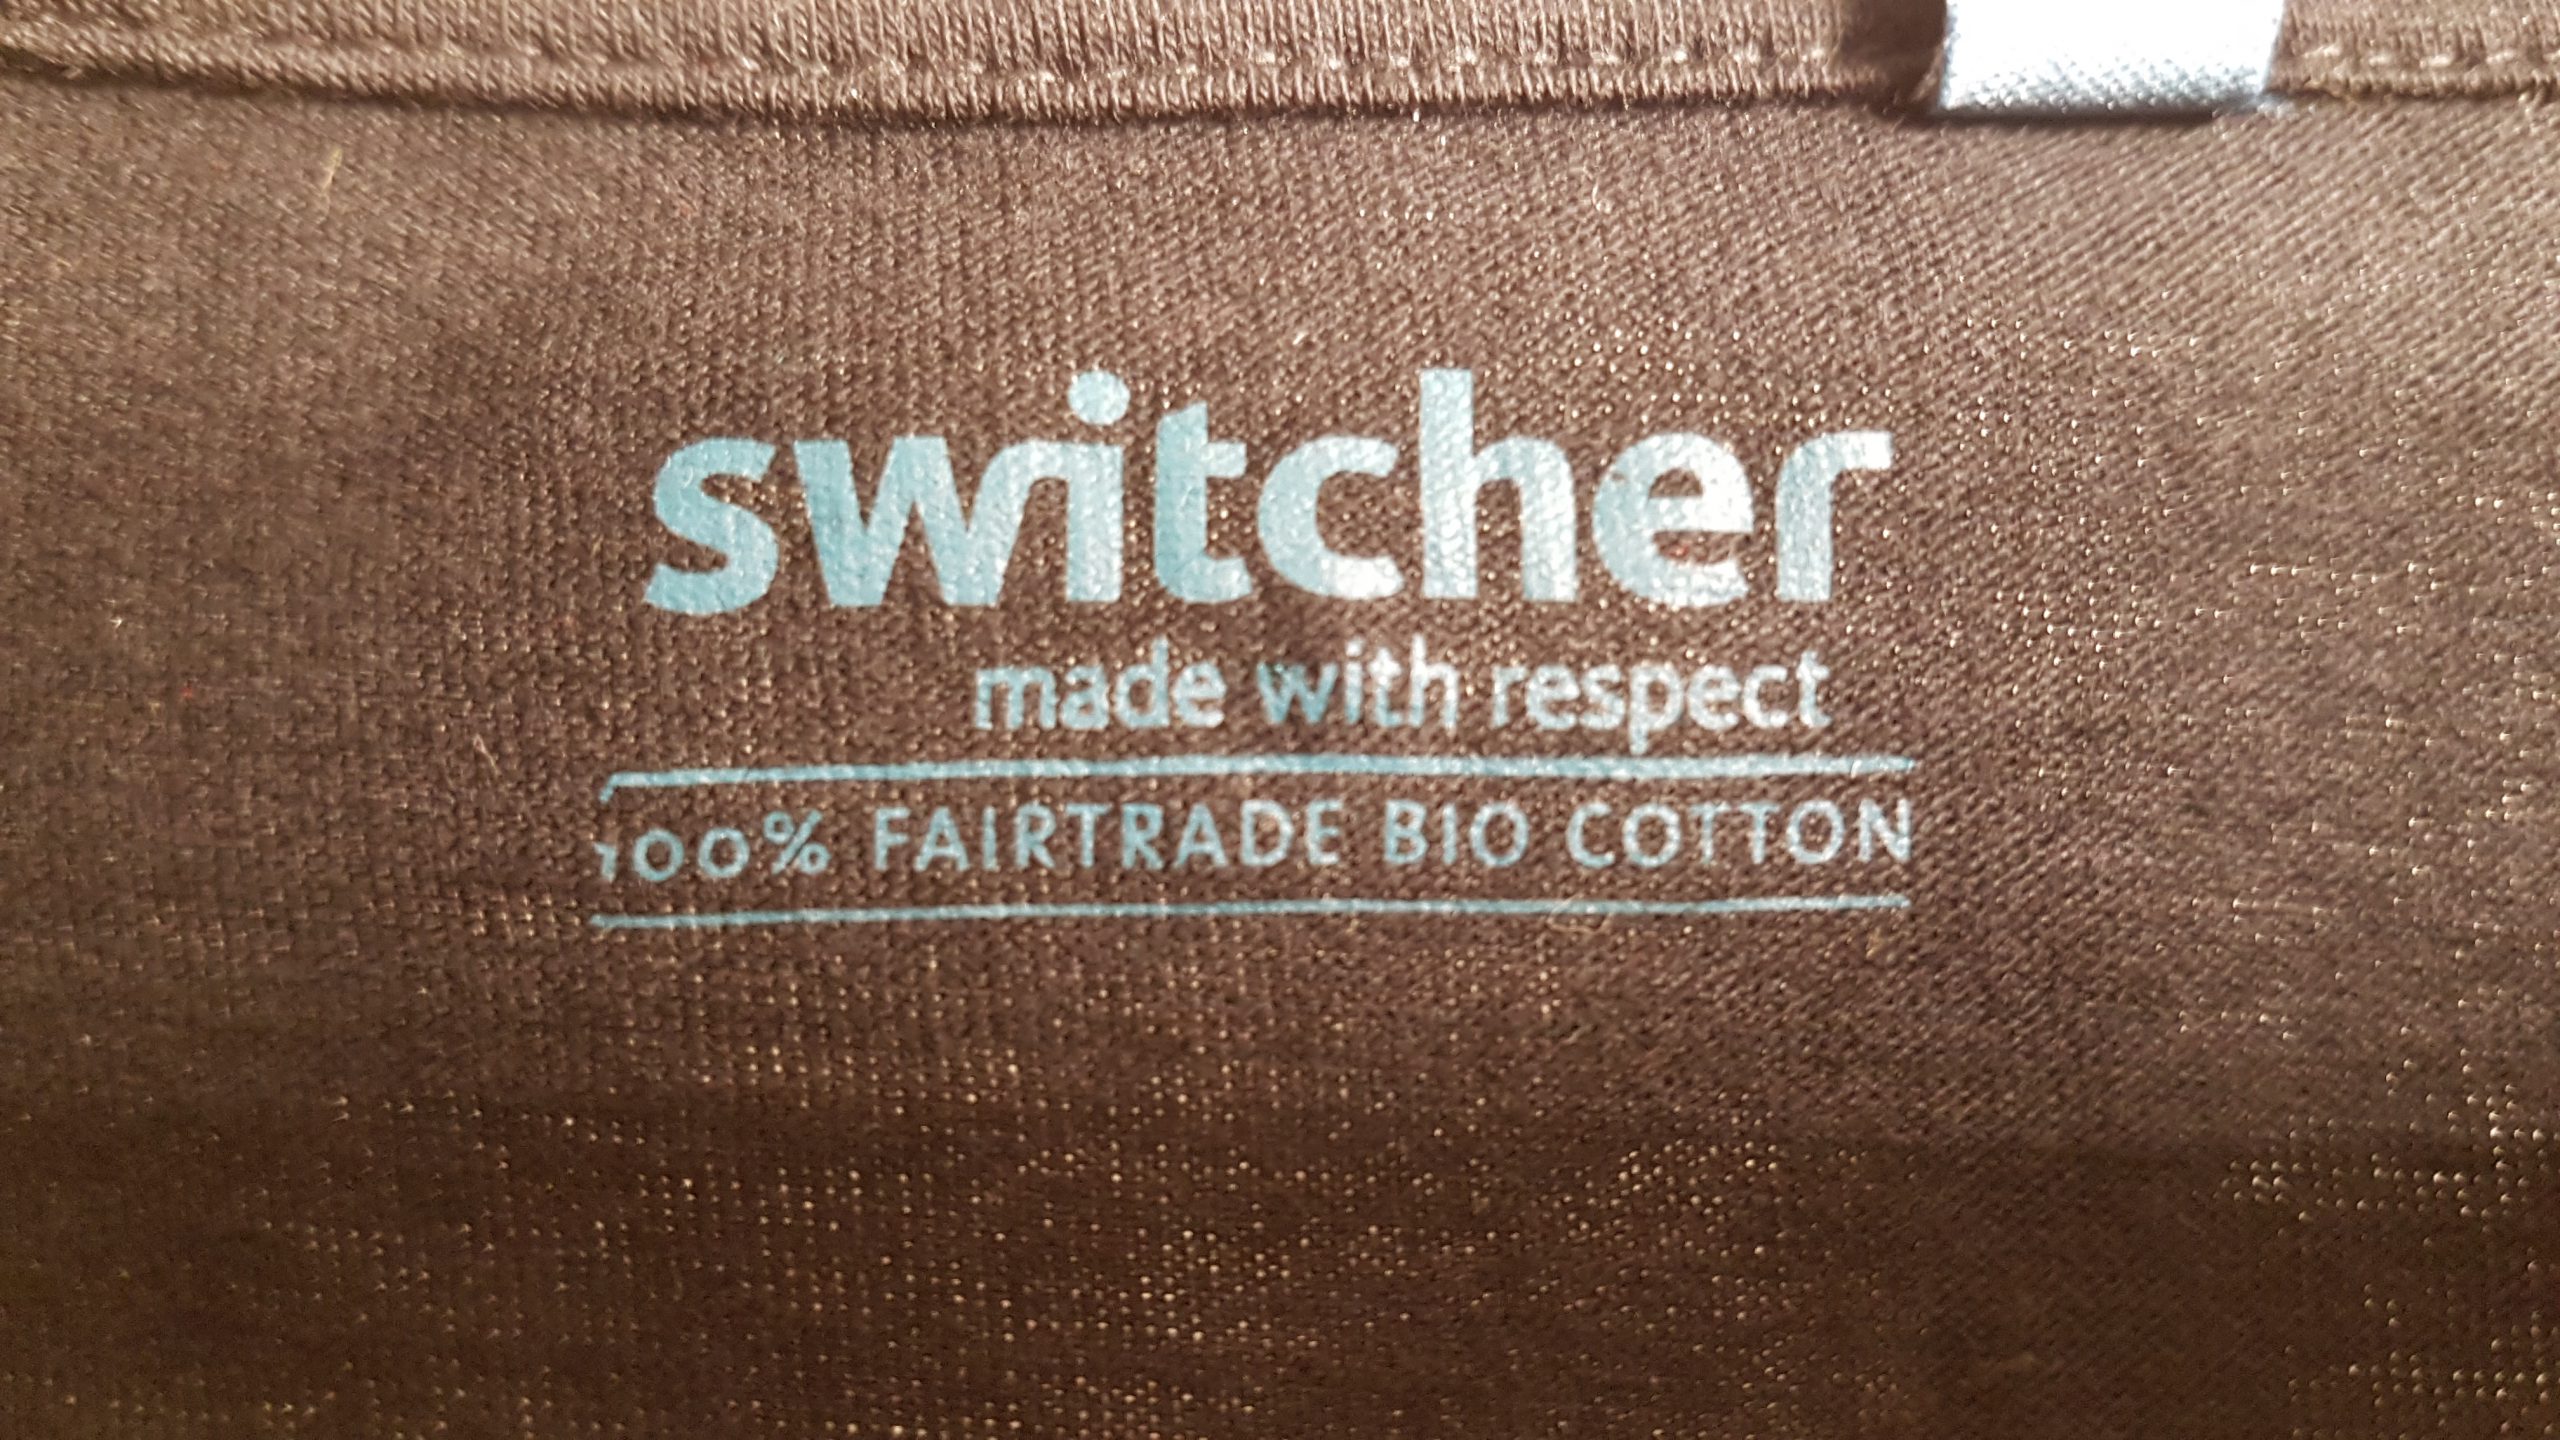 switcher
made with respect
100% FAIRTRADE BIO COTTON